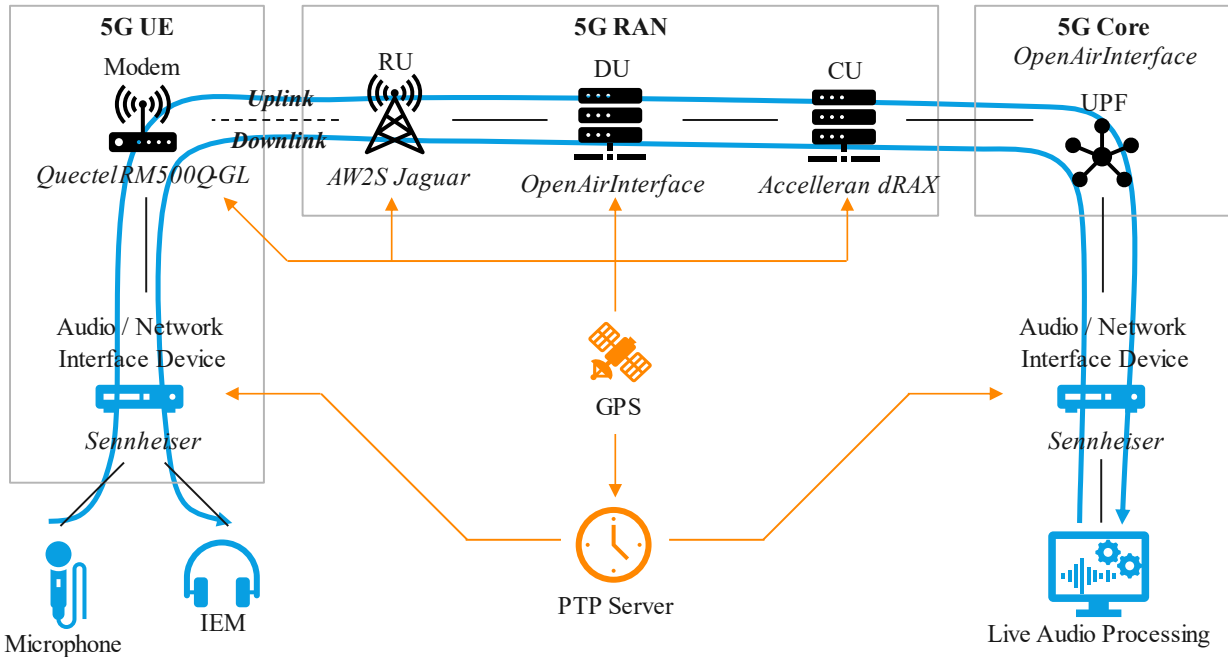 5G UE
5G RAN
5G Core
OpenAirInterface
Modem
RU
DU
CU
UPF
Uplink
Downlink
QuectelRM500Q-GL
AW2S Jaguar
OpenAirInterface
Accelleran dRAX
Audio / Network
Interface Device
Sennheiser
GPS
Audio / Network
Interface Device
Sennheiser
PTP Server
Microphone
IEM
Live Audio Processing